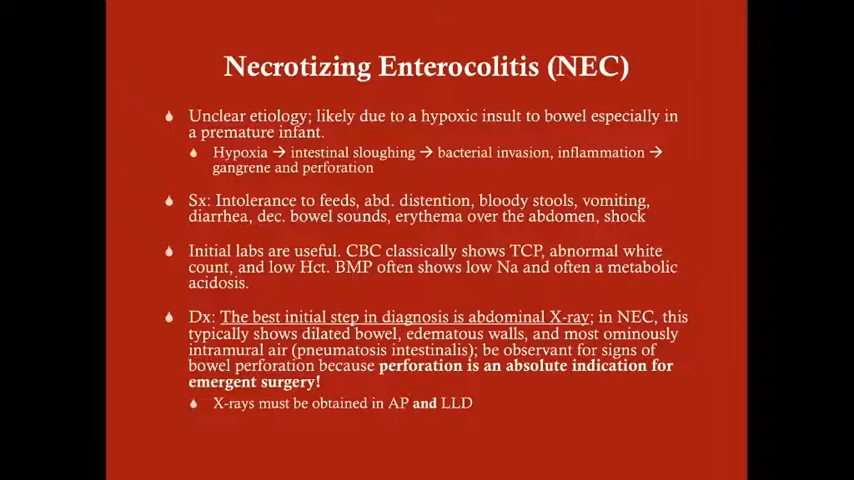 Necrotizing Enterocolitis (NEC)
Unclear etiology; likely due to a hypoxic insult to bowel especially in
a premature infant.
Hypoxia → intestinal sloughing → bacterial invasion, inflammation →
gangrene and perforation
Sx: Intolerance to feeds, abd. distention, bloody stools, vomiting,
diarrhea, dec. bowel sounds, erythema over the abdomen, shock
Initial labs are useful. CBC classically shows TCP, abnormal white
count, and low Hct. BMP often shows low Na and often a metabolic
acidosis.
Dx: The best initial step in diagnosis is abdominal X-ray; in NEC, this
typically shows dilated bowel, edematous walls, and most ominously
intramural air (pneumatosis intestinalis); be observant for signs of
bowel perforation because perforation is an absolute indication for
emergent surgery!
X-rays must be obtained in AP and LLD